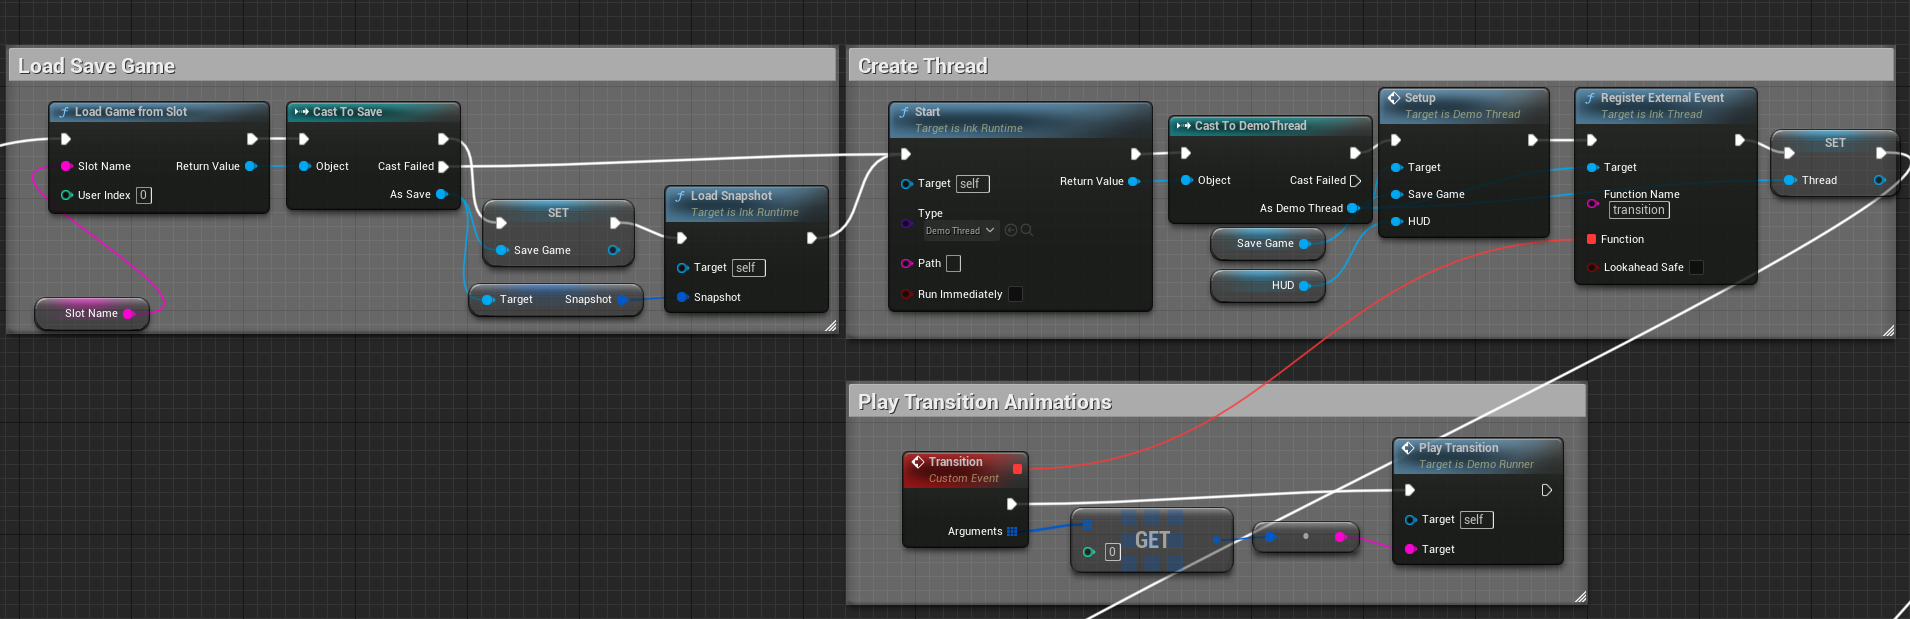 Load Save Game
Load Game from Slot
Slot Name
Return Value
User Index 0
Slot Name
Cast To Save
Object
Cast Failed
As Save
SET
Save Game
Target
Snapshot
Load Snapshot
Target is Ink Runtime
Target self
Snapshot
Create Thread
Start
Target is Ink Runtime
Target self
Return Value
Type
Demo Thread
Path
Run Immediately
Cast To DemoThread
Object
Cast Failed
As Demo Thread
Save Game
HUD
Setup
Target is Demo Thread
Target
Save Game
HUD
Register External Event
Target is Ink Thread
Target
Function Name
transition
Function
Lookahead Safe
SET
Thread
Play Transition Animations
Transition
Custom Event
Arguments
GET
0
Play Transition
Target is Demo Runner
Target self
Target